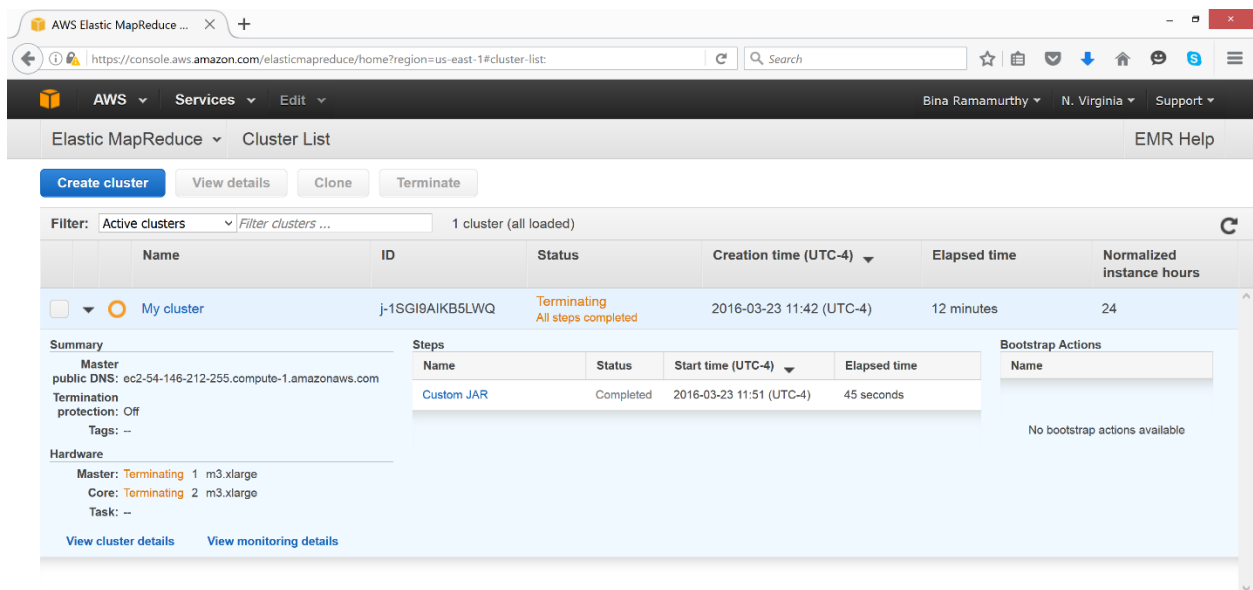 AWS Elastic MapReduce ...
https://console.aws.amazon.com/elasticmapreduce/home?region=us-east-1#cluster-list: Search
AWS Services Edit Bina Ramamurthy N. Virginia Support
Elastic MapReduce Cluster List EMR Help
Create cluster View details Clone Terminate
Filter: Active clusters Filter clusters ... 1 cluster (all loaded)
Name ID Status Creation time (UTC-4) Elapsed time Normalized instance hours
My cluster j-1SGI9AIKB5LWQ Terminating 2016-03-23 11:42 (UTC-4) 12 minutes 24
All steps completed
Summary
Master
public DNS: ec2-54-146-212-255.compute-1.amazonaws.com
Termination
protection: Off
Tags: --
Hardware
Master: Terminating 1 m3.xlarge
Core: Terminating 2 m3.xlarge
Task: --
View cluster details View monitoring details
Steps
Name Status Start time (UTC-4) Elapsed time
Custom JAR Completed 2016-03-23 11:51 (UTC-4) 45 seconds
Bootstrap Actions
Name
No bootstrap actions available